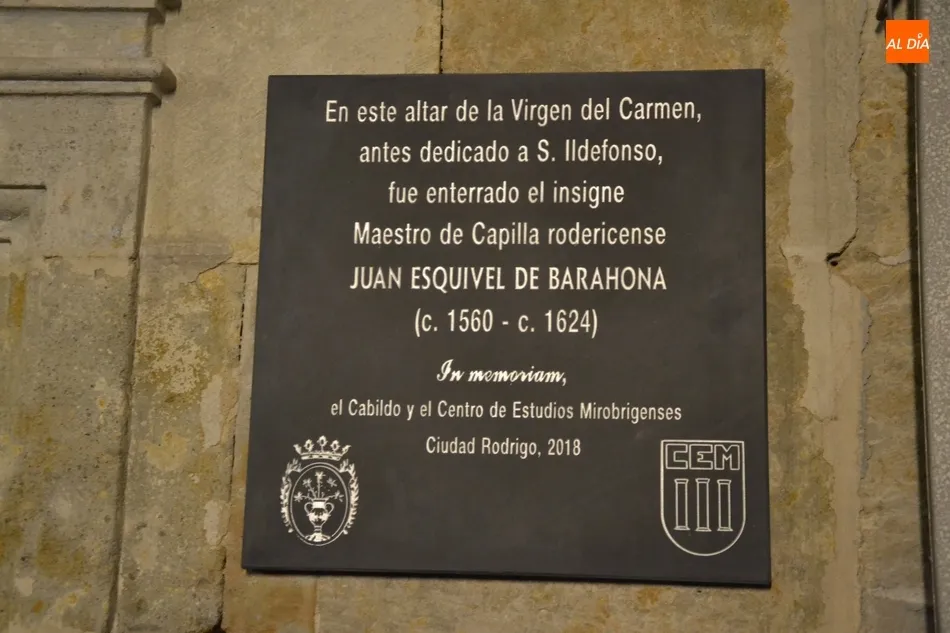 AL DÍA
En este altar de la Virgen del Carmen,
antes dedicado a S. Ildefonso,
fue enterrado el insigne
Maestro de Capilla rodericense
JUAN ESQUIVEL DE BARAHONA
(c. 1560 - c. 1624)
In memoriam,
el Cabildo y el Centro de Estudios Mirobrigenses
Ciudad Rodrigo, 2018
CEM